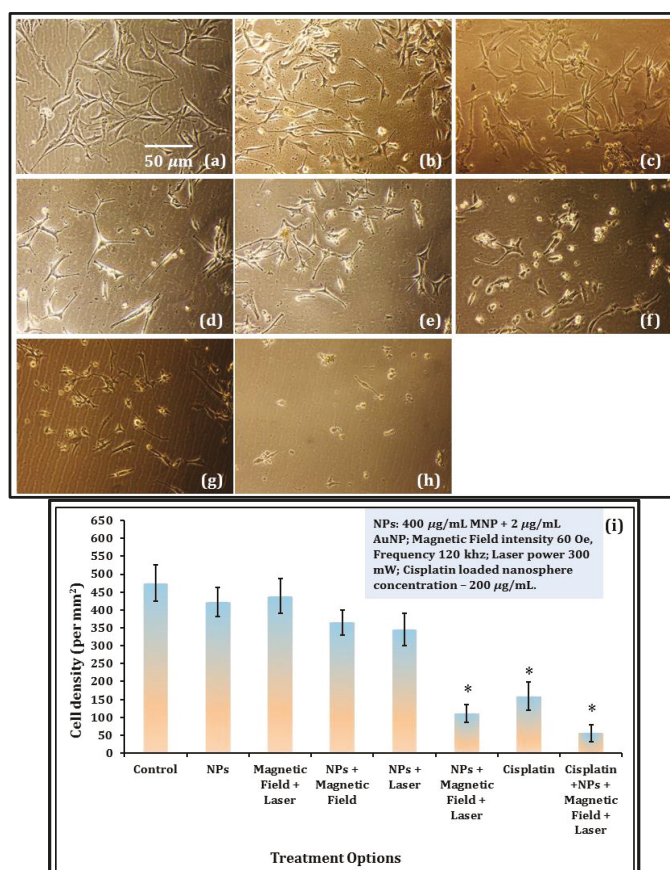 (a)
50 μm
(b)
(c)
(d)
(e)
(f)
(g)
(h)
(i)
NPs: 400 μg/mL MNP + 2 μg/mL
AuNP; Magnetic Field intensity 60 Oe,
Frequency 120 khz; Laser power 300
mW; Cisplatin loaded nanosphere
concentration – 200 μg/mL.
Cell density (per mm²)
650
600
550
500
450
400
350
300
250
200
150
100
50
0
*
*
*
Control
NPs
Magnetic
Field +
Laser
NPs +
Magnetic
Field
NPs +
Laser
NPs +
Magnetic
Field +
Laser
Cisplatin
Cisplatin
+NPs +
Magnetic
Field +
Laser
Treatment Options